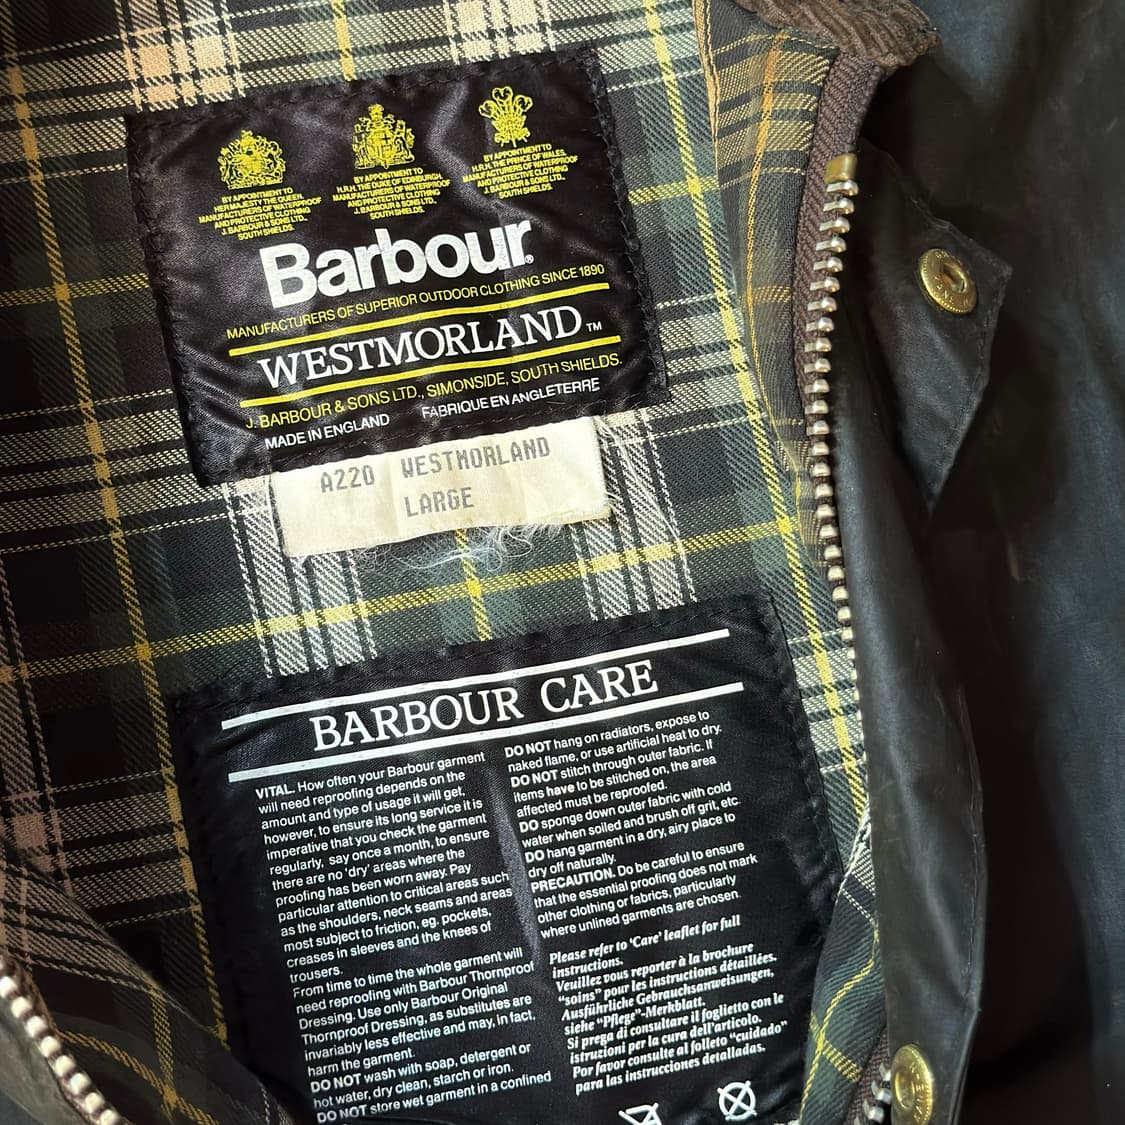 BY APPOINTMENT TO
HER MAJESTY THE QUEEN.
MANUFACTURERS OF WATERPROOF
AND PROTECTIVE CLOTHING
J. BARBOUR & SONS LTD.,
SOUTH SHIELDS.
BY APPOINTMENT TO
H.R.H. THE DUKE OF EDINBURGH.
MANUFACTURERS OF WATERPROOF
AND PROTECTIVE CLOTHING
J. BARBOUR & SONS LTD.,
SOUTH SHIELDS.
BY APPOINTMENT TO
H.R.H. THE PRINCE OF WALES.
MANUFACTURERS OF WATERPROOF
AND PROTECTIVE CLOTHING
J. BARBOUR & SONS LTD.,
SOUTH SHIELDS.
Barbour®
MANUFACTURERS OF SUPERIOR OUTDOOR CLOTHING SINCE 1890
WESTMORLAND™
J. BARBOUR & SONS LTD., SIMONSIDE, SOUTH SHIELDS.
MADE IN ENGLAND FABRIQUE EN ANGLETERRE
A220 WESTMORLAND
LARGE
BARBOUR CARE
VITAL. How often your Barbour garment
will need reproofing depends on the
amount and type of usage it will get,
however, to ensure its long service it is
imperative that you check the garment
regularly, say once a month, to ensure
there are no 'dry' areas where the
proofing has been worn away. Pay
particular attention to critical areas such
as the shoulders, neck seams and areas
most subject to friction, eg. pockets,
creases in sleeves and the knees of
trousers.
From time to time the whole garment will
need reproofing with Barbour Thornproof
Dressing. Use only Barbour Original
Thornproof Dressing, as substitutes are
invariably less effective and may, in fact,
harm the garment.
DO NOT wash with soap, detergent or
hot water, dry clean, starch or iron.
DO NOT store wet garment in a confined
DO NOT hang on radiators, expose to
naked flame, or use artificial heat to dry.
DO NOT stitch through outer fabric. If
items have to be stitched on, the area
affected must be reproofed.
DO sponge down outer fabric with cold
water when soiled and brush off grit, etc.
DO hang garment in a dry, airy place to
dry off naturally.
PRECAUTION. Do be careful to ensure
that the essential proofing does not mark
other clothing or fabrics, particularly
where unlined garments are chosen.
Please refer to 'Care' leaflet for full
instructions.
Veuillez vous reporter à la brochure
"soins" pour les instructions détaillées.
Ausführliche Gebrauchsanweisungen,
siehe "Pflege"-Merkblatt.
Si prega di consultare il foglietto con le
istruzioni per la cura dell'articolo.
Por favor consulte al folleto "cuidado"
para las instrucciones detalladas.